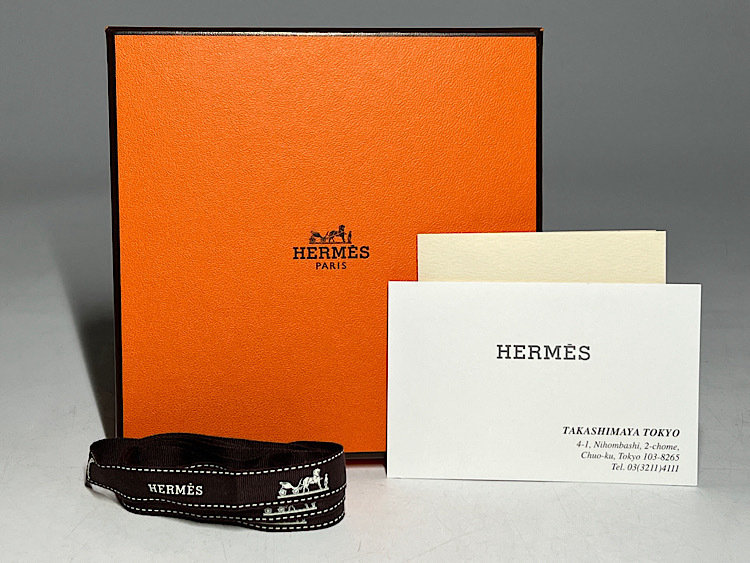 HERMÈS
PARIS
HERMÈS
TAKASHIMAYA TOKYO
4-1, Nihombashi, 2-chome,
Chuo-ku, Tokyo 103-8265
Tel. 03(3211)4111
HERMÈS